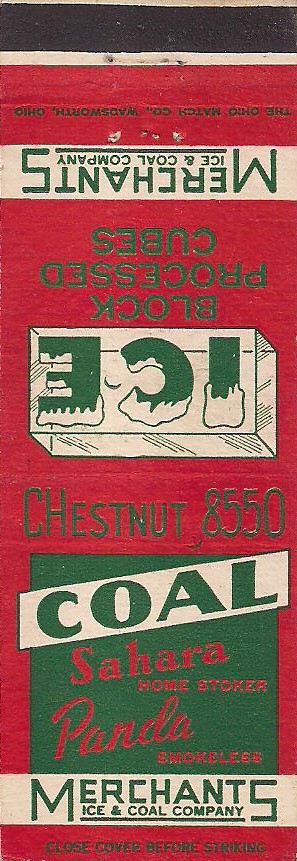 THE OHIO MATCH CO., WADSWORTH, OHIO
MERCHANTS
ICE & COAL COMPANY
BLOCK
PROCESSED
CUBES
ICE
CHESTNUT 8550
COAL
Sahara
HOME STOKER
Panda
SMOKELESS
MERCHANTS
ICE & COAL COMPANY
CLOSE COVER BEFORE STRIKING